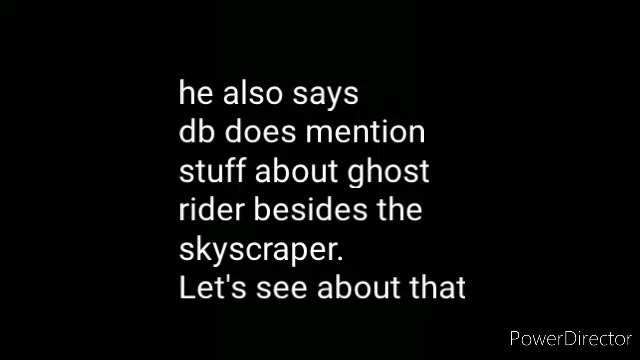 he also says
db does mention
stuff about ghost
rider besides the
skyscraper.
Let's see about that
PowerDirector